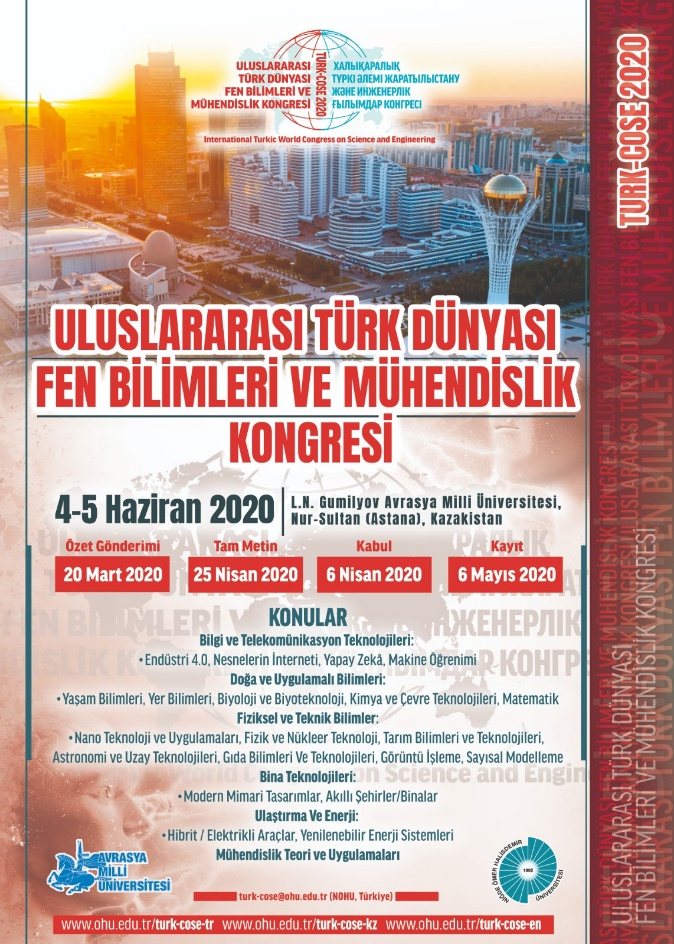 ULUSLARARASI
TÜRK DÜNYASI
FEN BİLİMLERİ VE
MÜHENDİSLİK KONGRESİ
TURK-COSE 2020
ХАЛЫҚАРАЛЫҚ
ТҮРКІ ӘЛЕМІ ЖАРАТЫЛЫСТАНУ
ЖӘНЕ ИНЖЕНЕРЛІК
ҒЫЛЫМДАР КОНГРЕСІ
International Turkic World Congress on Science and Engineering
ULUSLARARASI TÜRK DÜNYASI
FEN BİLİMLERİ VE MÜHENDİSLİK
KONGRESİ
4-5 Haziran 2020
L.N. Gumilyov Avrasya Milli Üniversitesi,
Nur-Sultan (Astana), Kazakistan
Özet Gönderimi Tam Metin Kabul Kayıt
20 Mart 2020 25 Nisan 2020 6 Nisan 2020 6 Mayıs 2020
KONULAR
Bilgi ve Telekomünikasyon Teknolojileri:
•Endüstri 4.0, Nesnelerin İnterneti, Yapay Zekâ, Makine Öğrenimi
Doğa ve Uygulamalı Bilimleri:
•Yaşam Bilimleri, Yer Bilimleri, Biyoloji ve Biyoteknoloji, Kimya ve Çevre Teknolojileri, Matematik
Fiziksel ve Teknik Bilimler:
•Nano Teknoloji ve Uygulamaları, Fizik ve Nükleer Teknoloji, Tarım Bilimleri ve Teknolojileri,
Astronomi ve Uzay Teknolojileri, Gıda Bilimleri Ve Teknolojileri, Görüntü İşleme, Sayısal Modelleme
Bina Teknolojileri:
•Modern Mimari Tasarımlar, Akıllı Şehirler/Binalar
Ulaştırma Ve Enerji:
•Hibrit / Elektrikli Araçlar, Yenilenebilir Enerji Sistemleri
Mühendislik Teori ve Uygulamaları
AVRASYA
MİLLİ
ÜNİVERSİTESİ
NİĞDE ÖMER HALİSDEMİR
ÜNİVERSİTESİ
1992
turk-cose@ohu.edu.tr (NOHU, Türkiye)
www.ohu.edu.tr/turk-cose-tr www.ohu.edu.tr/turk-cose-kz www.ohu.edu.tr/turk-cose-en
TURK-COSE 2020
ULUSLARARASI TÜRK DÜNYASI
FEN BİLİMLERİ VE MÜHENDİSLİK KONGRESİ